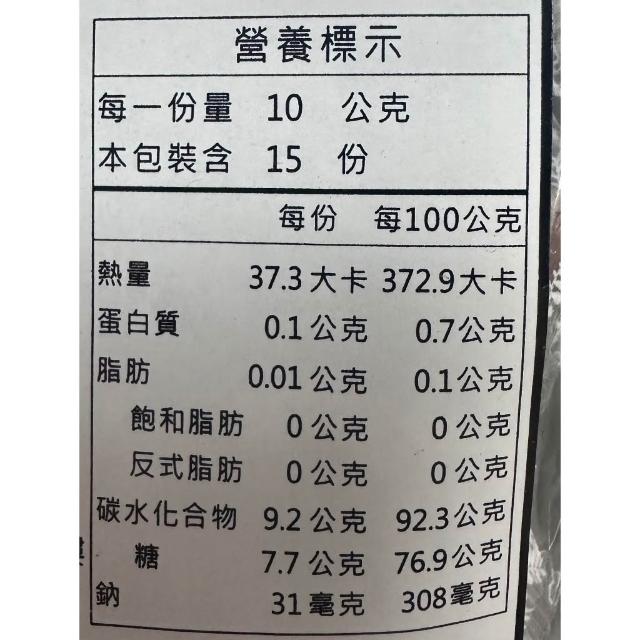 營養標示
每一份量 10 公克
本包裝含 15 份
每份 每100公克
熱量 37.3大卡 372.9大卡
蛋白質 0.1公克 0.7公克
脂肪 0.01公克 0.1公克
飽和脂肪 0公克 0公克
反式脂肪 0公克 0公克
碳水化合物 9.2公克 92.3公克
糖 7.7公克 76.9公克
鈉 31毫克 308毫克